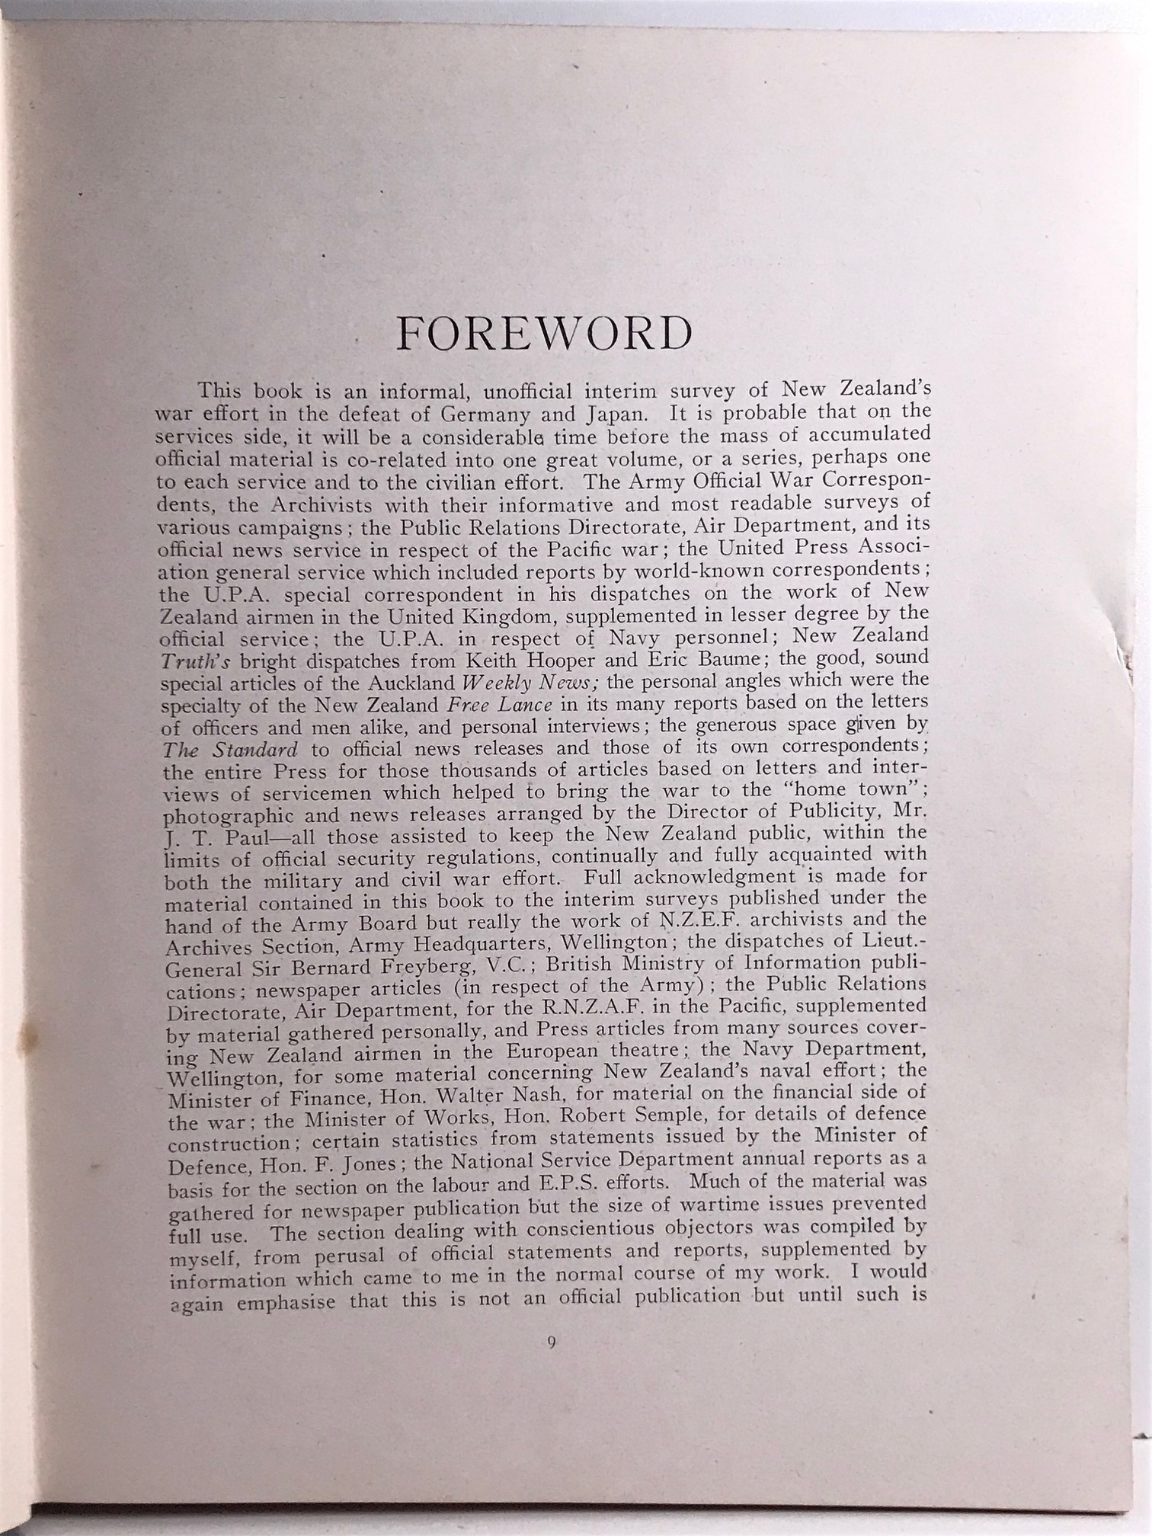 FOREWORD
This book is an informal, unofficial interim survey of New Zealand's
war effort in the defeat of Germany and Japan. It is probable that on the
services side, it will be a considerable time before the mass of accumulated
official material is co-related into one great volume, or a series, perhaps one
to each service and to the civilian effort. The Army Official War Correspon-
dents, the Archivists with their informative and most readable surveys of
various campaigns; the Public Relations Directorate, Air Department, and its
official news service in respect of the Pacific war; the United Press Associ-
ation general service which included reports by world-known correspondents;
the U.P.A. special correspondent in his dispatches on the work of New
Zealand airmen in the United Kingdom, supplemented in lesser degree by the
official service; the U.P.A. in respect of Navy personnel; New Zealand
Truth's bright dispatches from Keith Hooper and Eric Baume; the good, sound
special articles of the Auckland Weekly News; the personal angles which were the
specialty of the New Zealand Free Lance in its many reports based on the letters
of officers and men alike, and personal interviews; the generous space given by
The Standard to official news releases and those of its own correspondents;
the entire Press for those thousands of articles based on letters and inter-
views of servicemen which helped to bring the war to the "home town";
photographic and news releases arranged by the Director of Publicity, Mr.
J. T. Paul—all those assisted to keep the New Zealand public, within the
limits of official security regulations, continually and fully acquainted with
both the military and civil war effort. Full acknowledgment is made for
material contained in this book to the interim surveys published under the
hand of the Army Board but really the work of N.Z.E.F. archivists and the
Archives Section, Army Headquarters, Wellington; the dispatches of Lieut.-
General Sir Bernard Freyberg, V.C.; British Ministry of Information publi-
cations; newspaper articles (in respect of the Army); the Public Relations
Directorate, Air Department, for the R.N.Z.A.F. in the Pacific, supplemented
by material gathered personally, and Press articles from many sources cover-
ing New Zealand airmen in the European theatre; the Navy Department,
Wellington, for some material concerning New Zealand's naval effort; the
Minister of Finance, Hon. Walter Nash, for material on the financial side of
the war; the Minister of Works, Hon. Robert Semple, for details of defence
construction; certain statistics from statements issued by the Minister of
Defence, Hon. F. Jones; the National Service Department annual reports as a
basis for the section on the labour and E.P.S. efforts. Much of the material was
gathered for newspaper publication but the size of wartime issues prevented
full use. The section dealing with conscientious objectors was compiled by
myself, from perusal of official statements and reports, supplemented by
information which came to me in the normal course of my work. I would
again emphasise that this is not an official publication but until such is
9